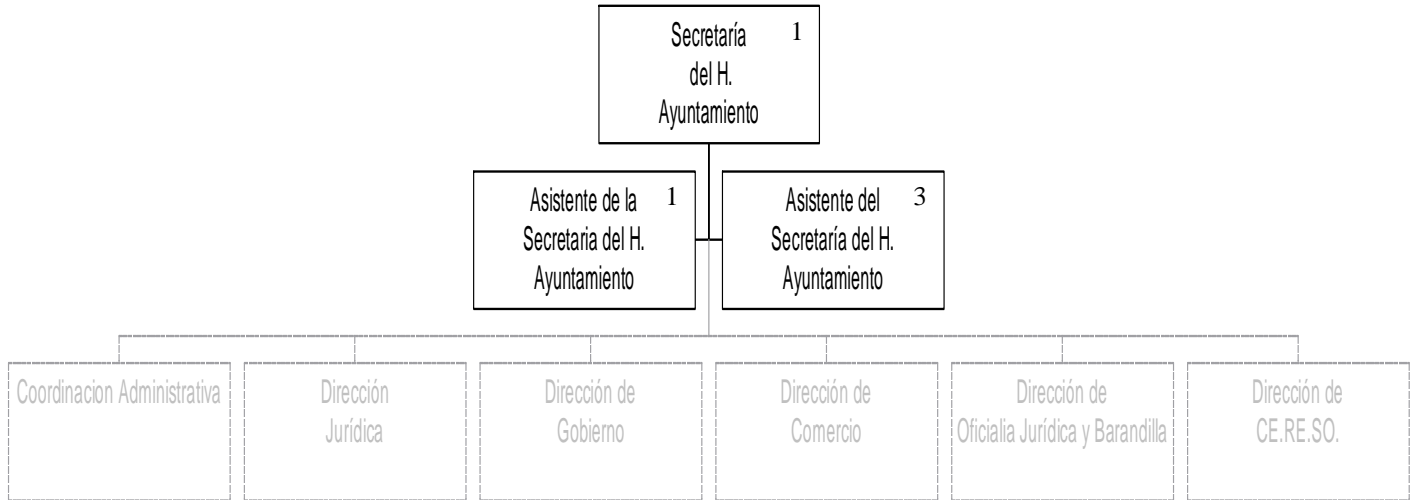 Secretaría 1
del H.
Ayuntamiento
Asistente de la 1
Secretaria del H.
Ayuntamiento
Asistente del 3
Secretaría del H.
Ayuntamiento
Coordinacion Administrativa
Dirección
Jurídica
Dirección de
Gobierno
Dirección de
Comercio
Dirección de
Oficialia Jurídica y Barandilla
Dirección de
CE.RE.SO.